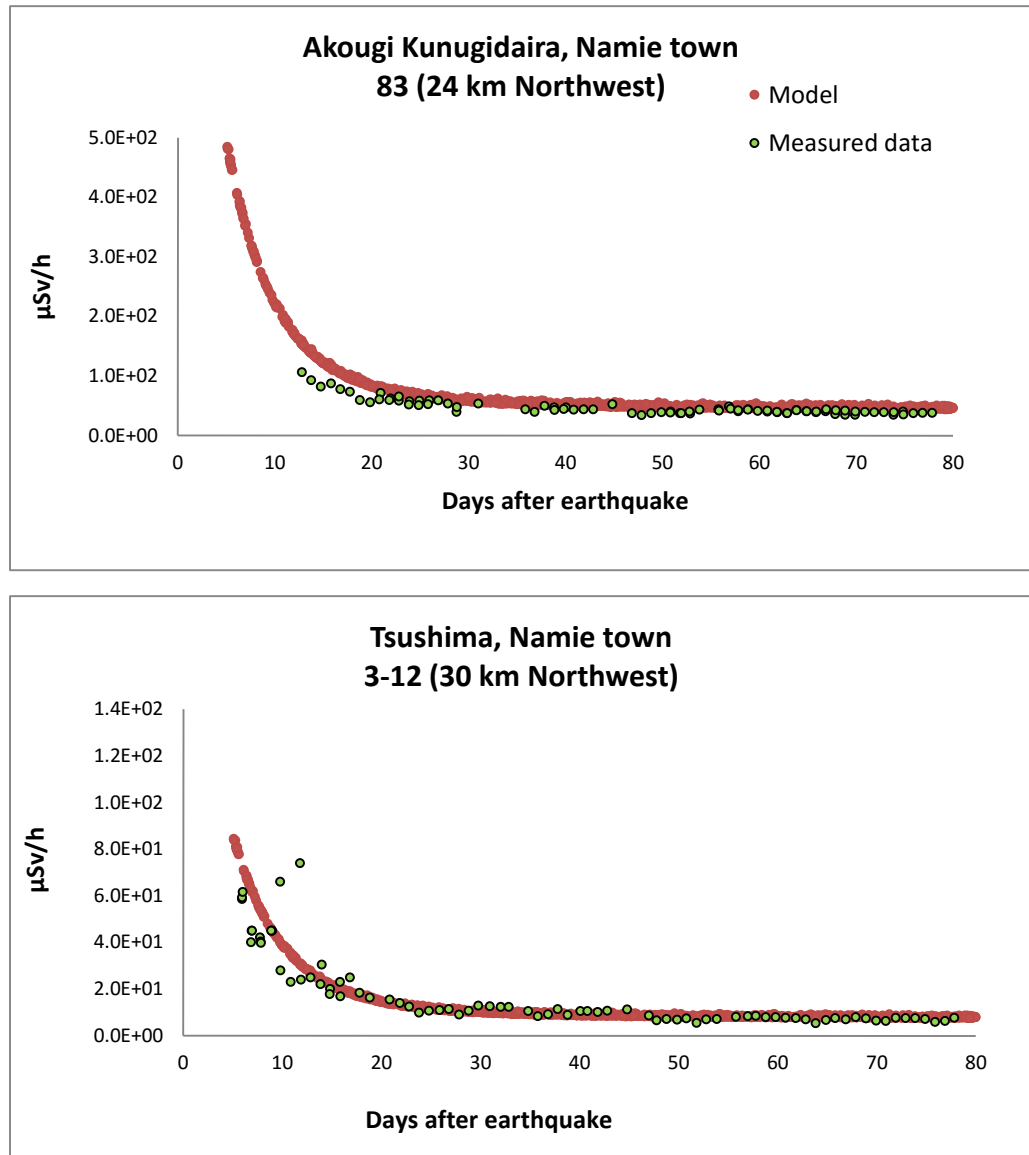 Akougi Kunugidaira, Namie town
83 (24 km Northwest)
Model
Measured data
5.0E+02
4.0E+02
3.0E+02
2.0E+02
1.0E+02
0.0E+00
µSv/h
0 10 20 30 40 50 60 70 80
Days after earthquake
Tsushima, Namie town
3-12 (30 km Northwest)
1.4E+02
1.2E+02
1.0E+02
8.0E+01
6.0E+01
4.0E+01
2.0E+01
0.0E+00
µSv/h
0 10 20 30 40 50 60 70 80
Days after earthquake